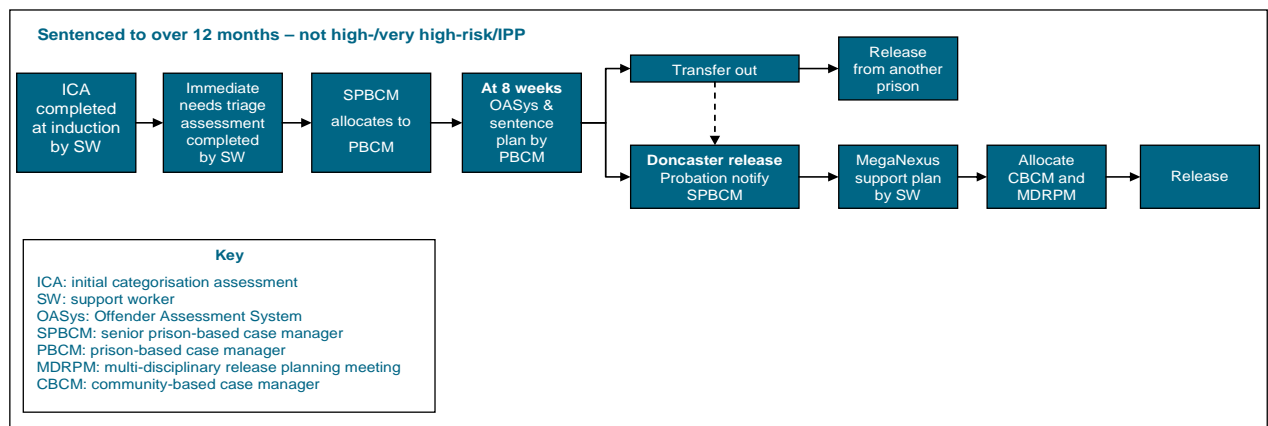 Sentenced to over 12 months – not high-/very high-risk/IPP
ICA
completed
at induction
by SW
Immediate
needs triage
assessment
completed
by SW
SPBCM
allocates to
PBCM
At 8 weeks
OASys &
sentence
plan by
PBCM
Transfer out
Release
from another
prison
Doncaster release
Probation notify
SPBCM
MegaNexus
support plan
by SW
Allocate
CBCM and
MDRPM
Release
Key
ICA: initial categorisation assessment
SW: support worker
OASys: Offender Assessment System
SPBCM: senior prison-based case manager
PBCM: prison-based case manager
MDRPM: multi-disciplinary release planning meeting
CBCM: community-based case manager